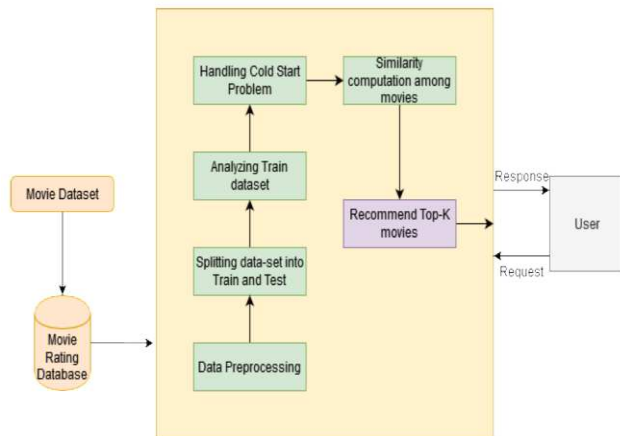 Movie Dataset
Movie
Rating
Database
Data Preprocessing
Splitting data-set into
Train and Test
Analyzing Train
dataset
Handling Cold Start
Problem
Similarity
computation among
movies
Recommend Top-K
movies
Response
Request
User